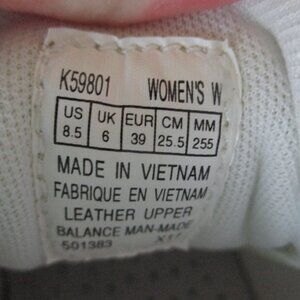 K59801 WOMEN'S W
US UK EUR CM MM
8.5 6 39 25.5 255
MADE IN VIETNAM
FABRIQUE EN VIETNAM
LEATHER UPPER
BALANCE MAN-MADE
501383